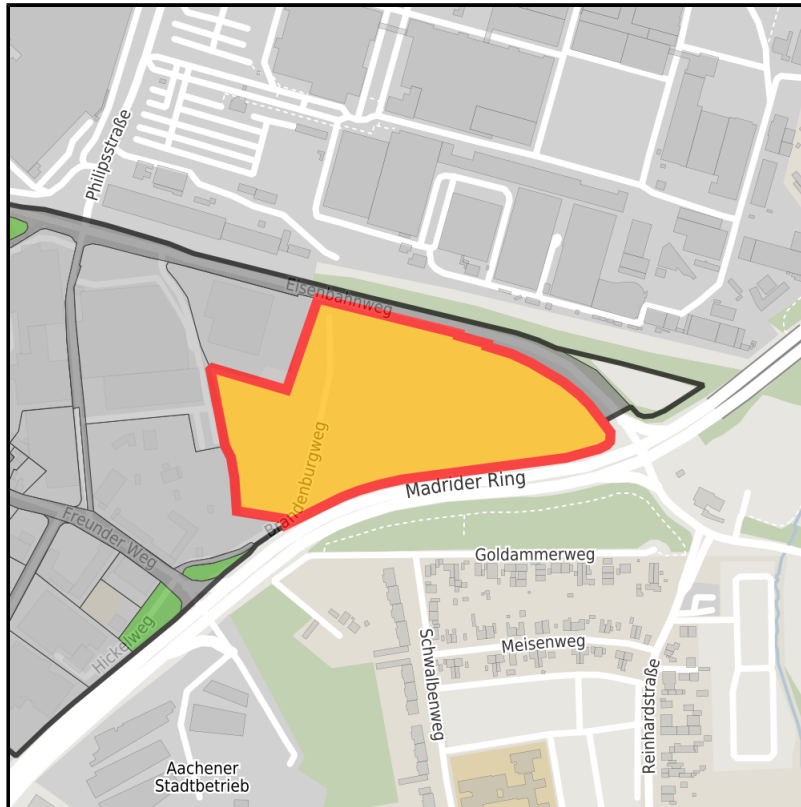 Philipsstraße
Eisenbahnweg
Brandenburgweg
Madrider Ring
Freunder Weg
Goldammerweg
Hickelweg
Schwalbenweg
Meisenweg
Reinhardstraße
Aachener
Stadtbetrieb